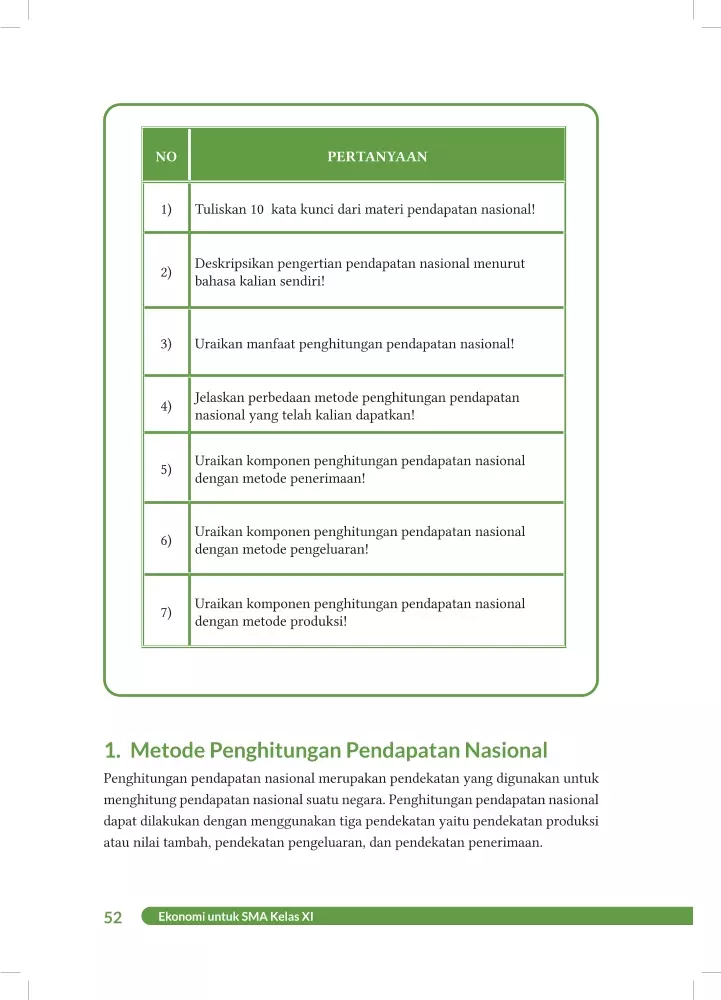 NO PERTANYAAN
1) Tuliskan 10 kata kunci dari materi pendapatan nasional!
2) Deskripsikan pengertian pendapatan nasional menurut
bahasa kalian sendiri!
3) Uraikan manfaat penghitungan pendapatan nasional!
4) Jelaskan perbedaan metode penghitungan pendapatan
nasional yang telah kalian dapatkan!
5) Uraikan komponen penghitungan pendapatan nasional
dengan metode penerimaan!
6) Uraikan komponen penghitungan pendapatan nasional
dengan metode pengeluaran!
7) Uraikan komponen penghitungan pendapatan nasional
dengan metode produksi!
1. Metode Penghitungan Pendapatan Nasional
Penghitungan pendapatan nasional merupakan pendekatan yang digunakan untuk
menghitung pendapatan nasional suatu negara. Penghitungan pendapatan nasional
dapat dilakukan dengan menggunakan tiga pendekatan yaitu pendekatan produksi
atau nilai tambah, pendekatan pengeluaran, dan pendekatan penerimaan.
52 Ekonomi untuk SMA Kelas XI